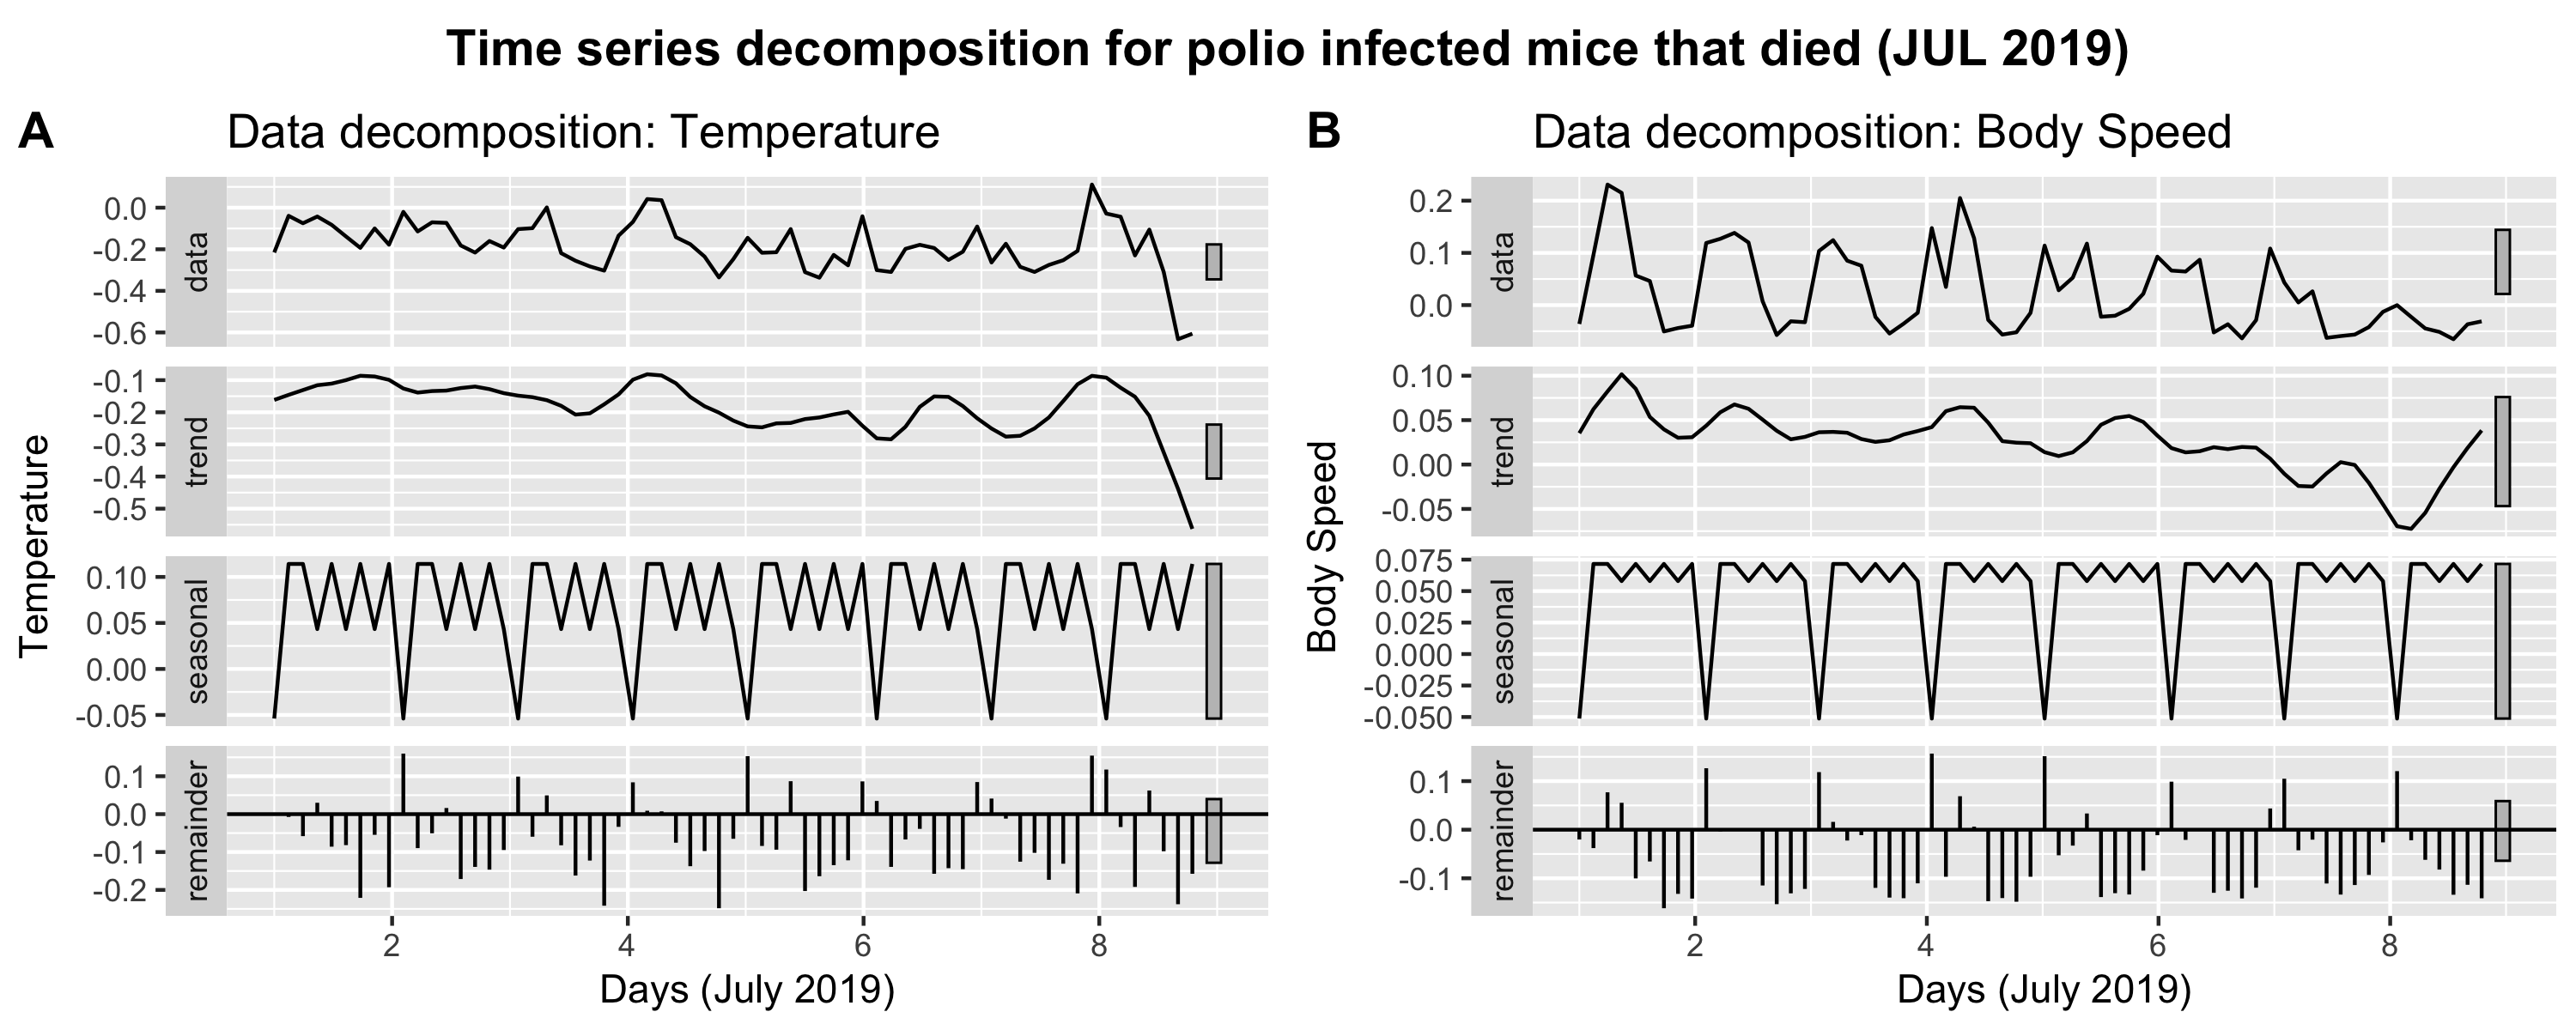 Time series decomposition for polio infected mice that died (JUL 2019)
A
Data decomposition: Temperature
Temperature
data
0.0
-0.2
-0.4
-0.6
trend
-0.1
-0.2
-0.3
-0.4
-0.5
seasonal
0.10
0.05
0.00
-0.05
remainder
0.1
0.0
-0.1
-0.2
2 4 6 8
Days (July 2019)
B
Data decomposition: Body Speed
Body Speed
data
0.2
0.1
0.0
trend
0.10
0.05
0.00
-0.05
seasonal
0.075
0.050
0.025
0.000
-0.025
-0.050
remainder
0.1
0.0
-0.1
2 4 6 8
Days (July 2019)